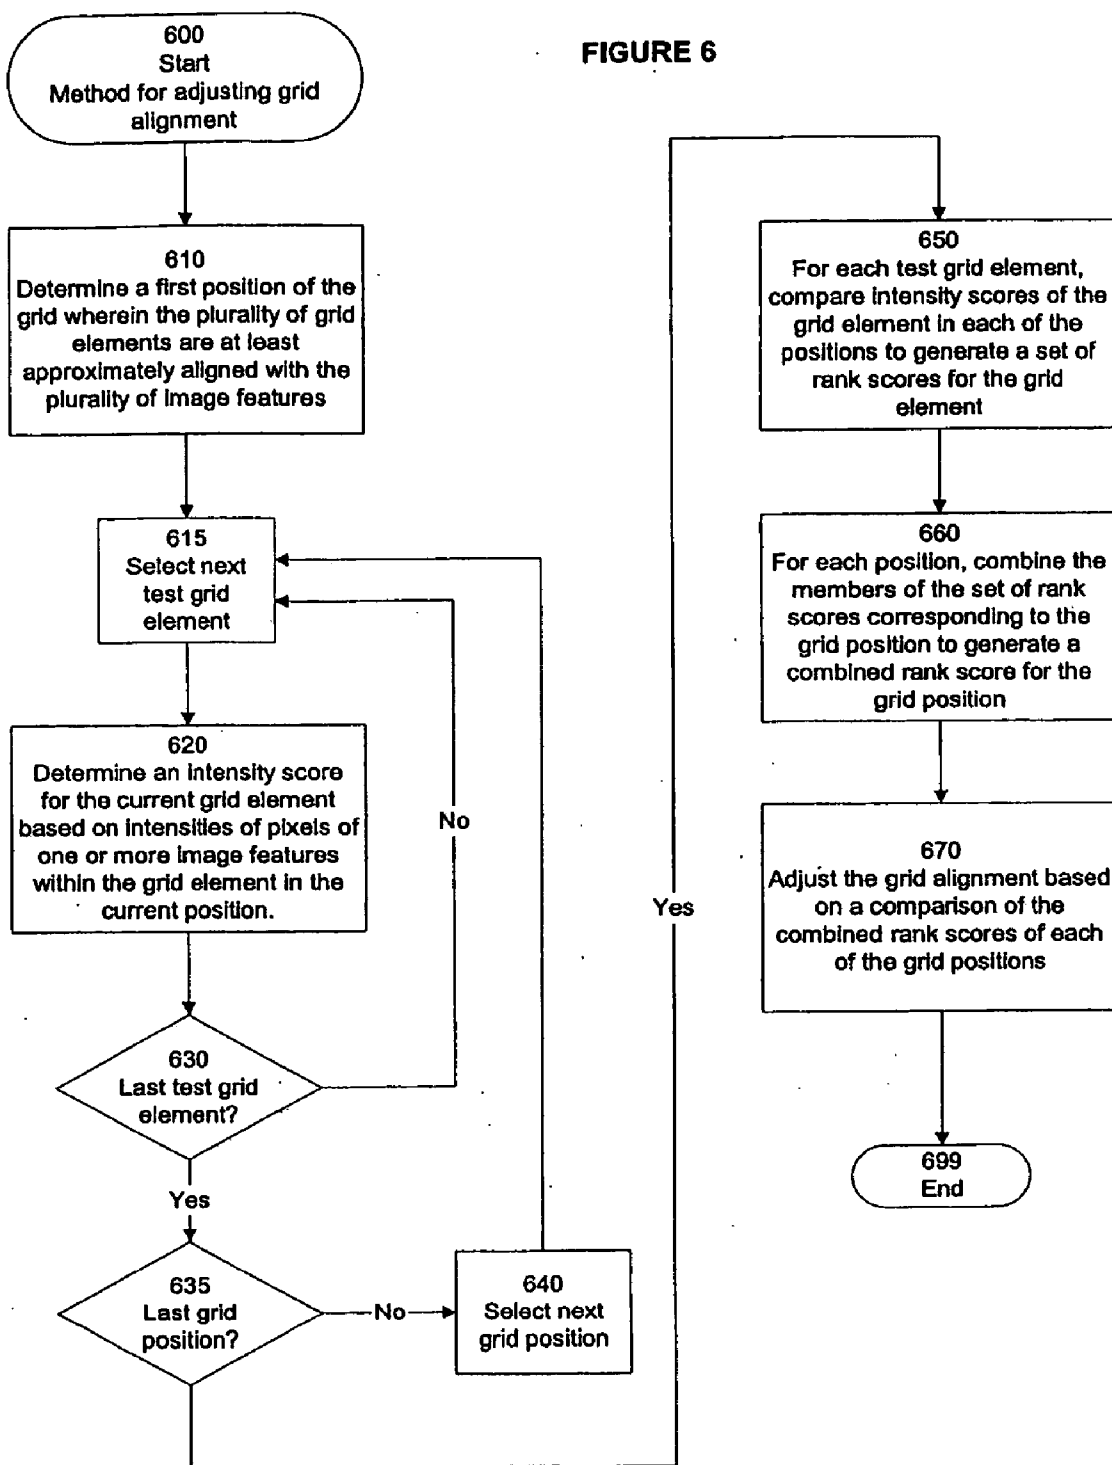 FIGURE 6
600
Start
Method for adjusting grid
alignment
610
Determine a first position of the
grid wherein the plurality of grid
elements are at least
approximately aligned with the
plurality of image features
615
Select next
test grid
element
620
Determine an intensity score
for the current grid element
based on intensities of pixels of
one or more image features
within the grid element in the
current position.
No
630
Last test grid
element?
Yes
635
Last grid
position?
No
640
Select next
grid position
Yes
650
For each test grid element,
compare intensity scores of the
grid element in each of the
positions to generate a set of
rank scores for the grid
element
660
For each position, combine the
members of the set of rank
scores corresponding to the
grid position to generate a
combined rank score for the
grid position
670
Adjust the grid alignment based
on a comparison of the
combined rank scores of each
of the grid positions
699
End